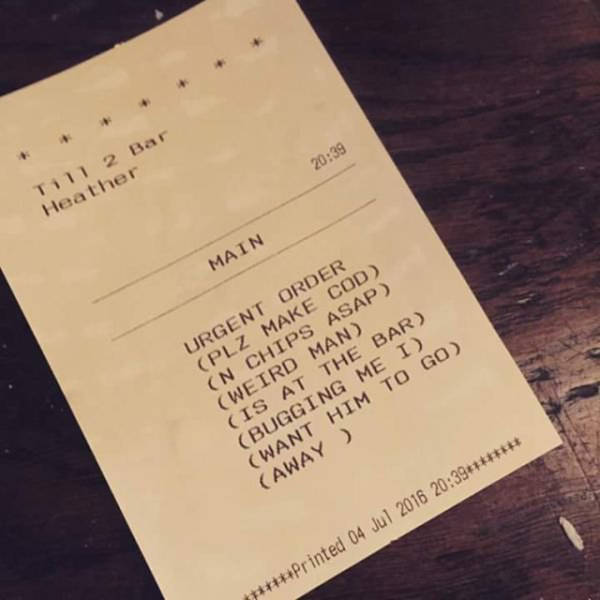 * * * * * * *
Till 2 Bar
Heather
20:39
MAIN
URGENT ORDER
(PLZ MAKE COD)
(N CHIPS ASAP)
(WEIRD MAN)
(IS AT THE BAR)
(BUGGING ME I)
(WANT HIM TO GO)
(AWAY )
*******Printed 04 Jul 2016 20:39********